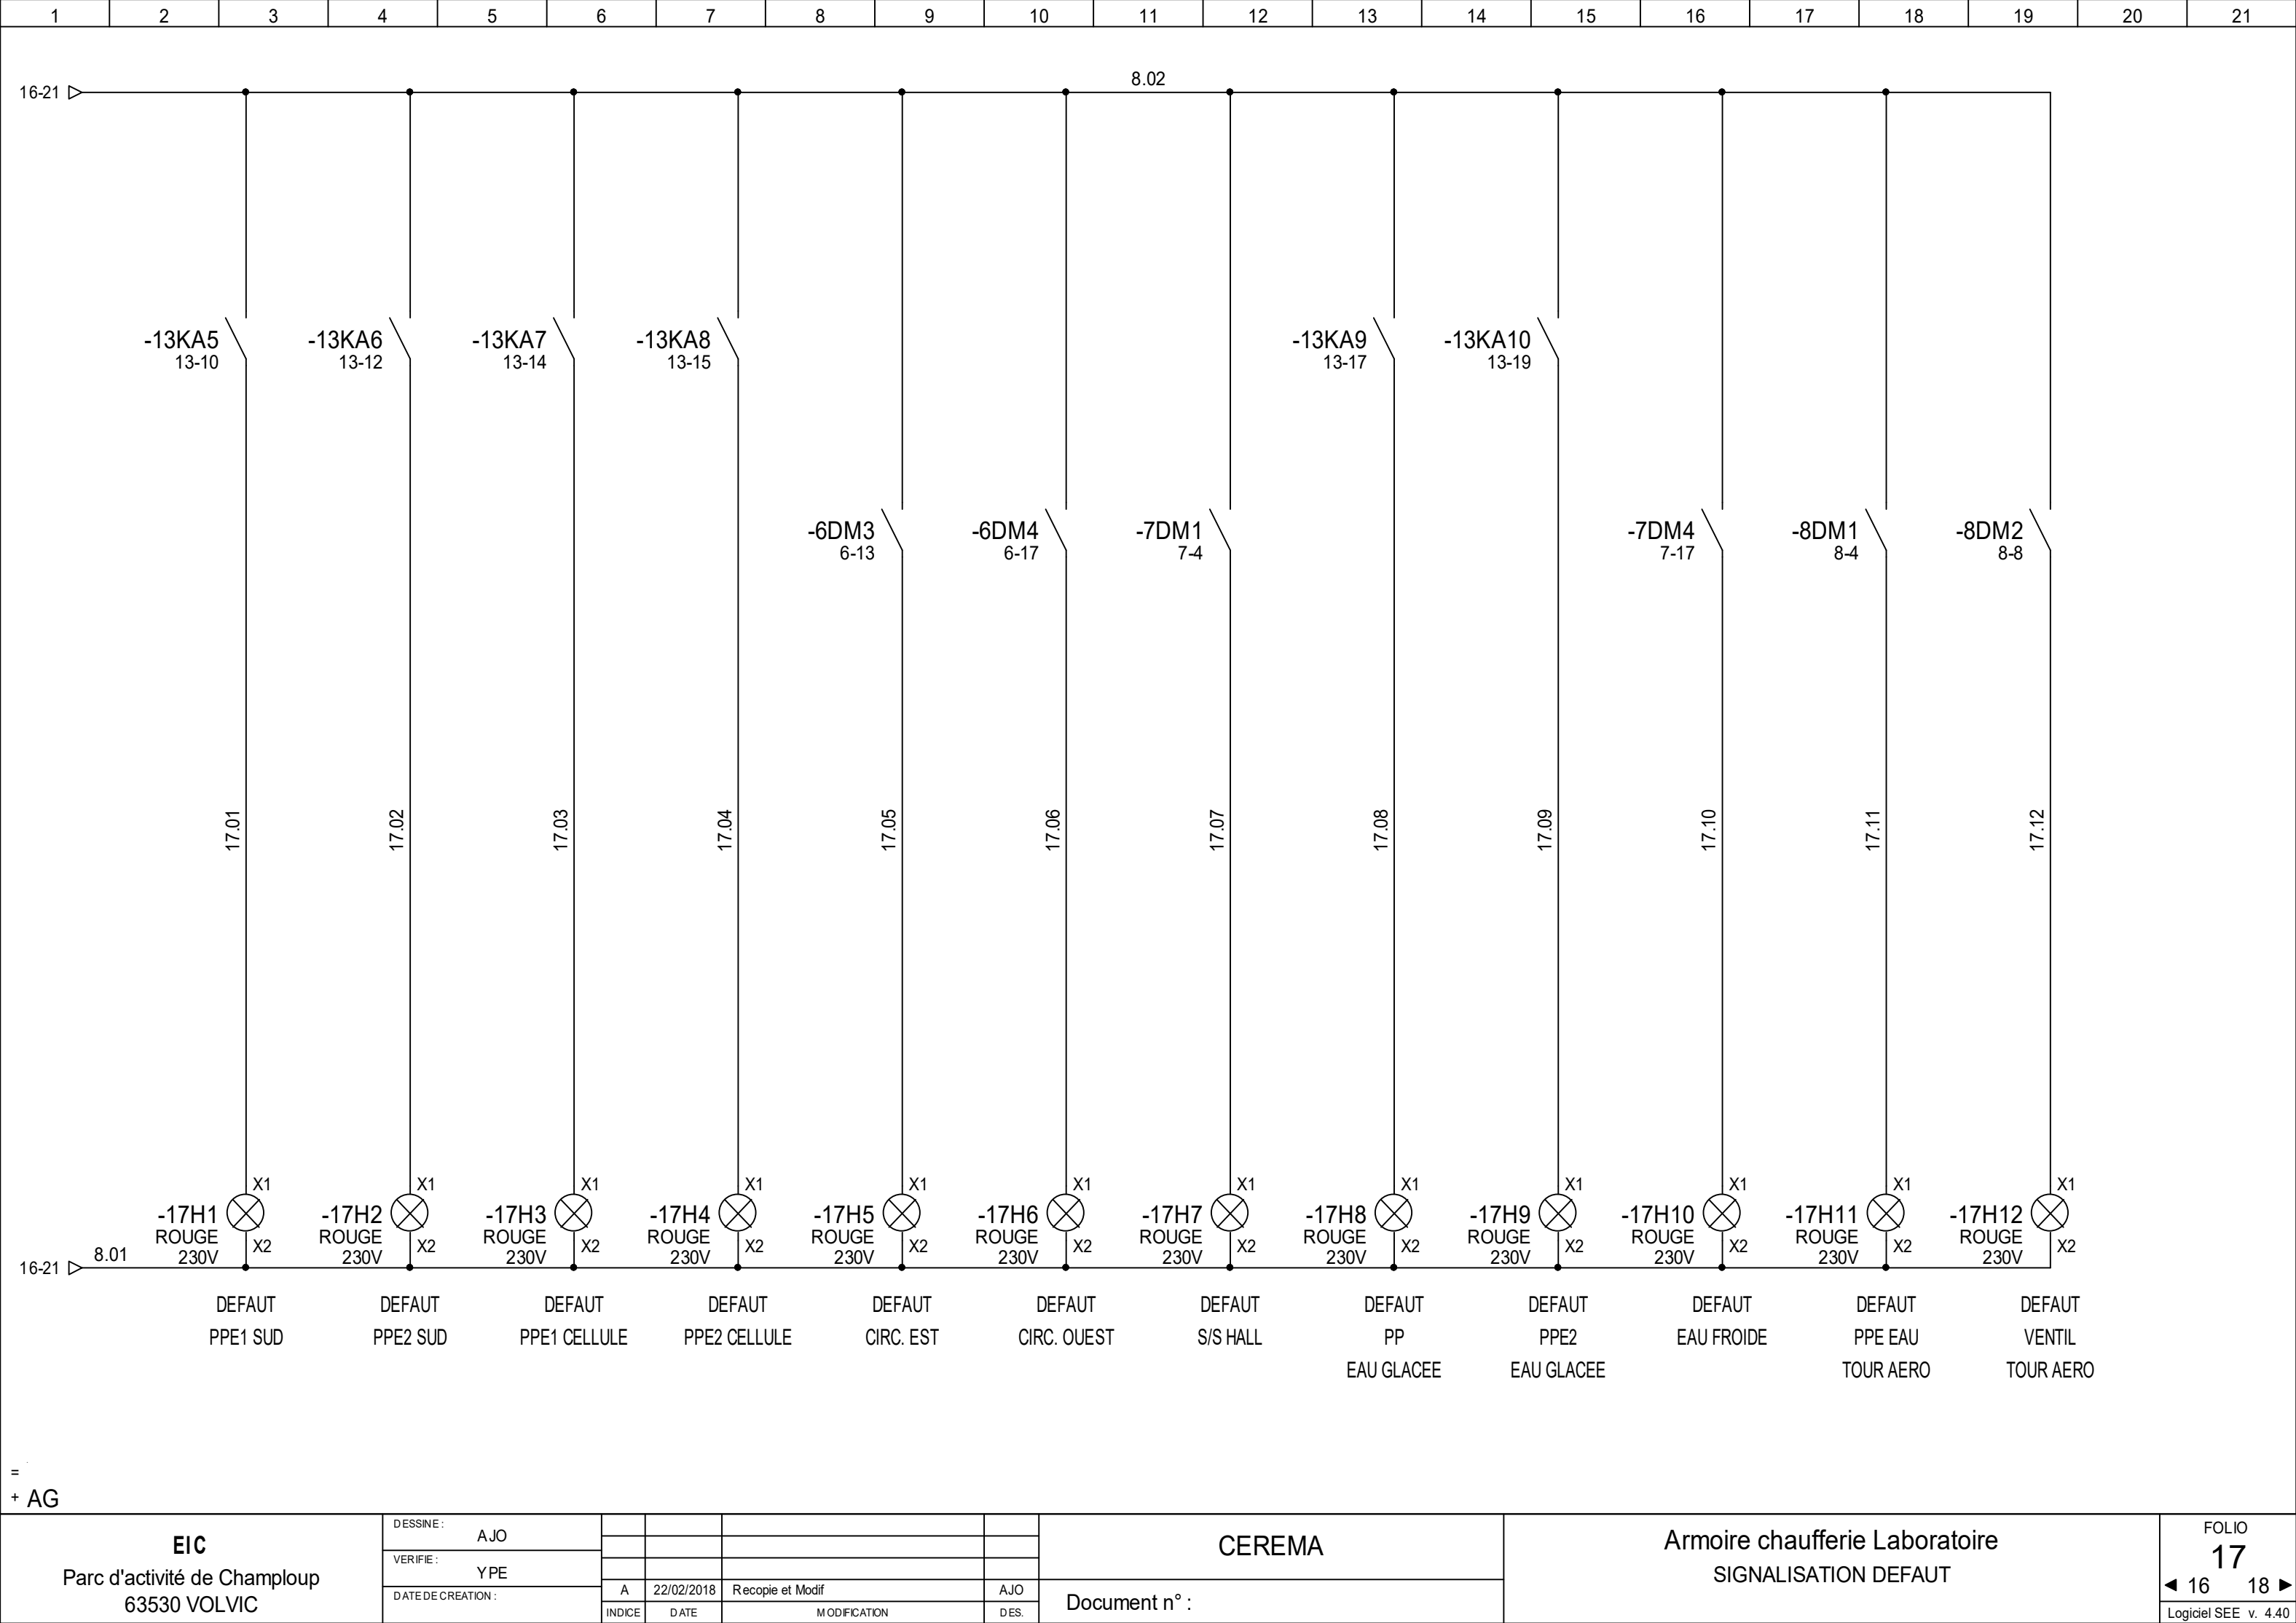 1 2 3 4 5 6 7 8 9 10 11 12 13 14 15 16 17 18 19 20 21
8.02
16-21
-13KA5 -13KA6 -13KA7 -13KA8 -13KA9 -13KA10
13-10 13-12 13-14 13-15 13-17 13-19
-6DM3 -6DM4 -7DM1 -7DM4 -8DM1 -8DM2
6-13 6-17 7-4 7-17 8-4 8-8
17.01 17.02 17.03 17.04 17.05 17.06 17.07 17.08 17.09 17.10 17.11 17.12
X1 X1 X1 X1 X1 X1 X1 X1 X1 X1 X1 X1
-17H1 -17H2 -17H3 -17H4 -17H5 -17H6 -17H7 -17H8 -17H9 -17H10 -17H11 -17H12
ROUGE ROUGE ROUGE ROUGE ROUGE ROUGE ROUGE ROUGE ROUGE ROUGE ROUGE ROUGE
X2 X2 X2 X2 X2 X2 X2 X2 X2 X2 X2 X2
8.01 230V 230V 230V 230V 230V 230V 230V 230V 230V 230V 230V 230V
16-21
DEFAUT DEFAUT DEFAUT DEFAUT DEFAUT DEFAUT DEFAUT DEFAUT DEFAUT DEFAUT DEFAUT DEFAUT
PPE1 SUD PPE2 SUD PPE1 CELLULE PPE2 CELLULE CIRC. EST CIRC. OUEST S/S HALL PP PPE2 EAU FROIDE PPE EAU VENTIL
EAU GLACEE EAU GLACEE TOUR AERO TOUR AERO
=
+ AG
EIC
Parc d'activité de Champloup
63530 VOLVIC
DESSINE :
AJO
VERIFIE :
YPE
DATE DE CREATION :
A 22/02/2018 Recopie et Modif AJO
INDICE DATE MODIFICATION DES.
CEREMA
Document n° :
Armoire chaufferie Laboratoire
SIGNALISATION DEFAUT
FOLIO
17
16 18
Logiciel SEE v. 4.40